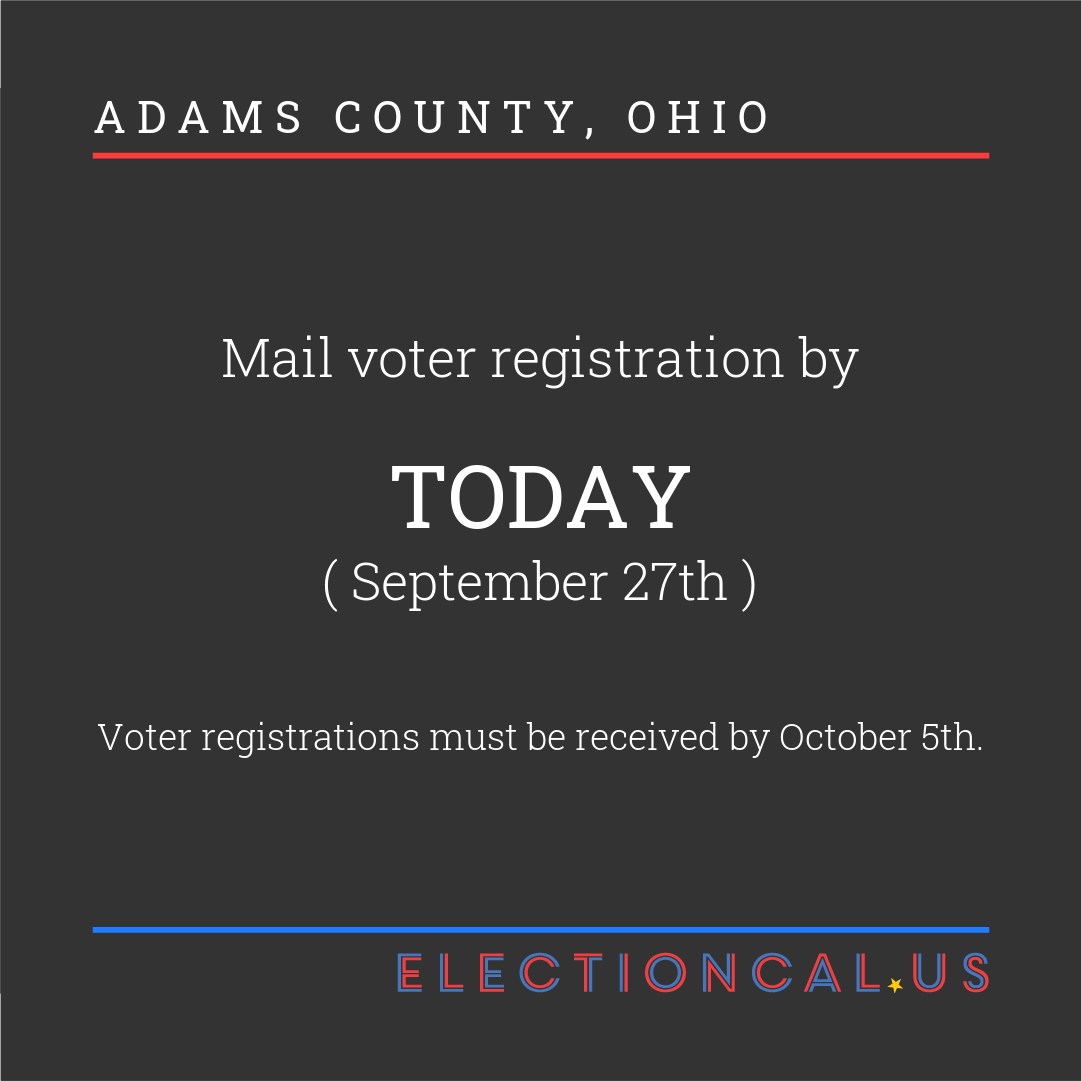 ADAMS COUNTY, OHIO
Mail voter registration by
TODAY
( September 27th )
Voter registrations must be received by October 5th.
ELECTIONCAL.US